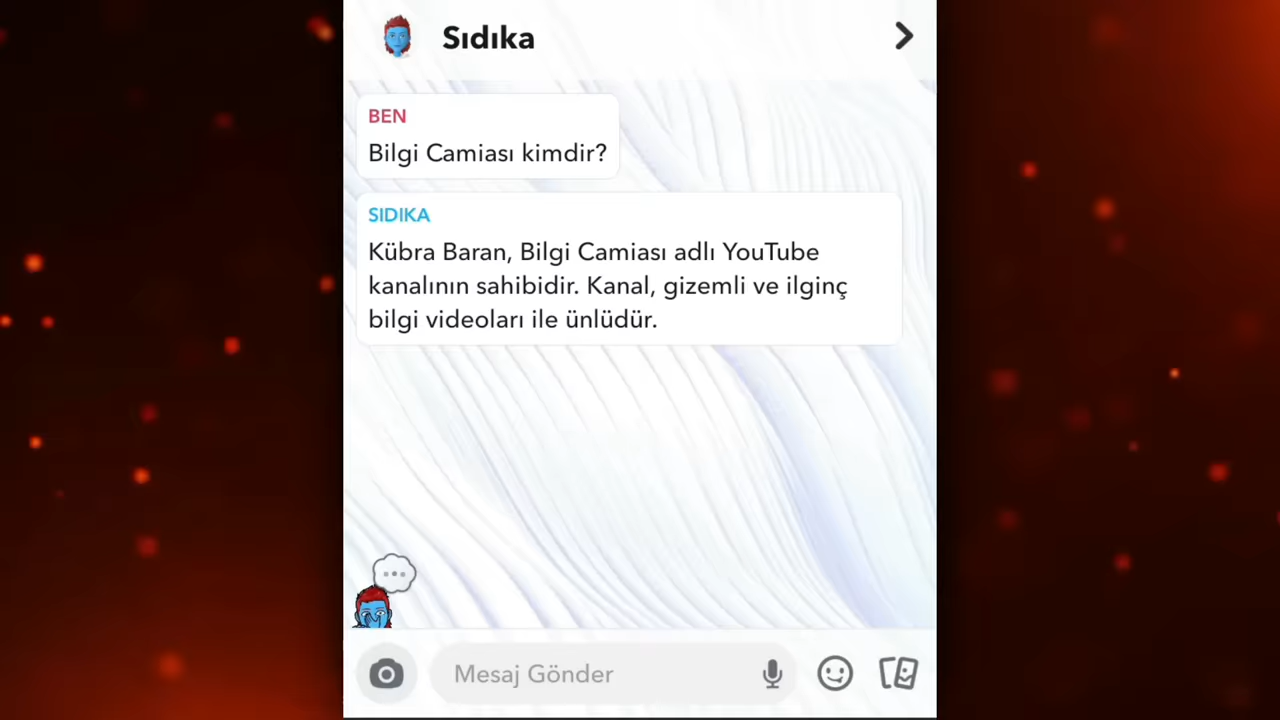 Sıdıka
BEN
Bilgi Camiası kimdir?
SIDIKA
Kübra Baran, Bilgi Camiası adlı YouTube
kanalının sahibidir. Kanal, gizemli ve ilginç
bilgi videoları ile ünlüdür.
Mesaj Gönder